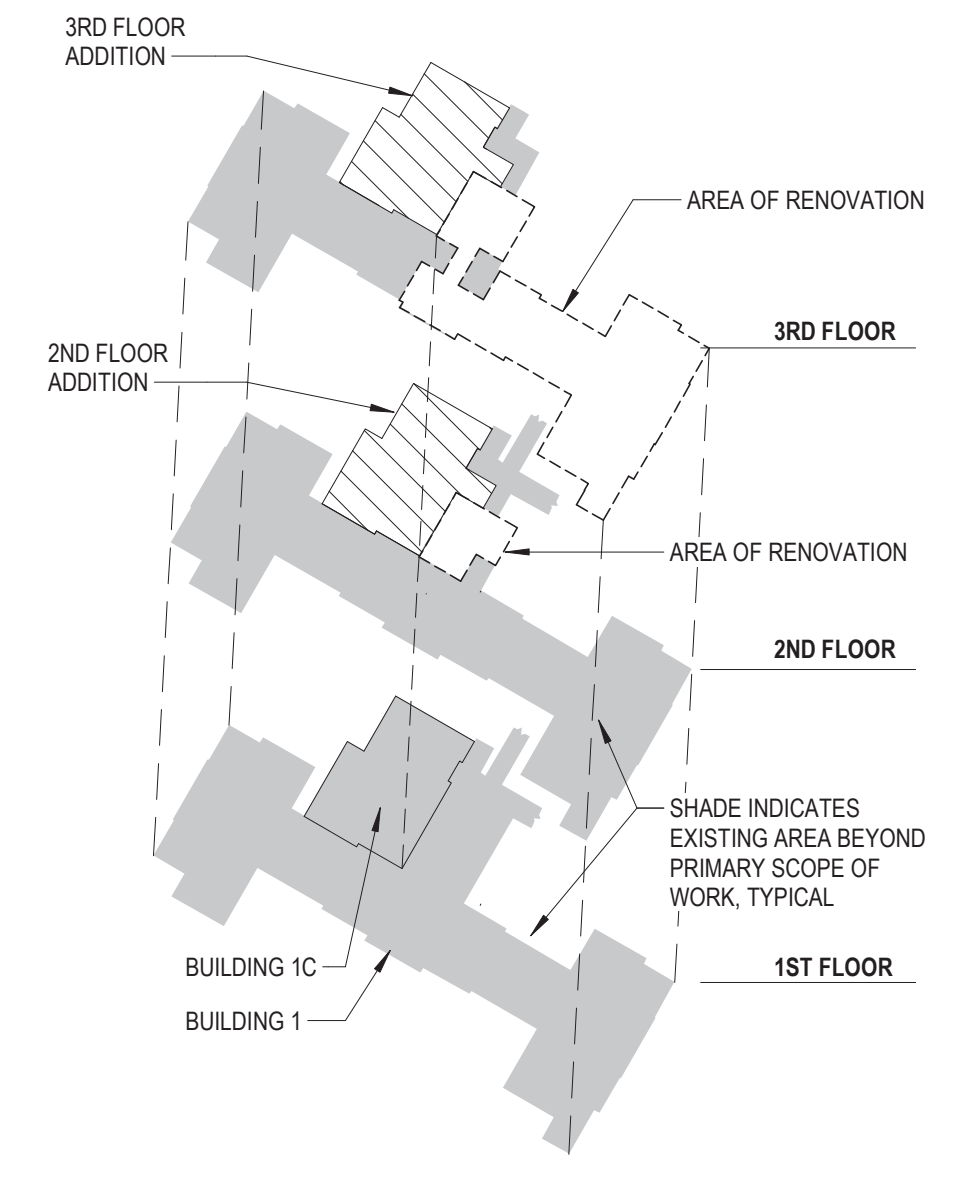 3RD FLOOR
ADDITION
AREA OF RENOVATION
3RD FLOOR
2ND FLOOR
ADDITION
AREA OF RENOVATION
2ND FLOOR
SHADE INDICATES
EXISTING AREA BEYOND
PRIMARY SCOPE OF
WORK, TYPICAL
BUILDING 1C
1ST FLOOR
BUILDING 1